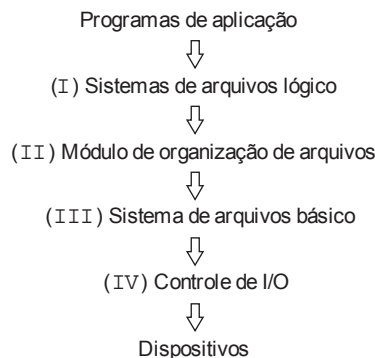 Programas de aplicação
(I) Sistemas de arquivos lógico
(II) Módulo de organização de arquivos
(III) Sistema de arquivos básico
(IV) Controle de I/O
Dispositivos